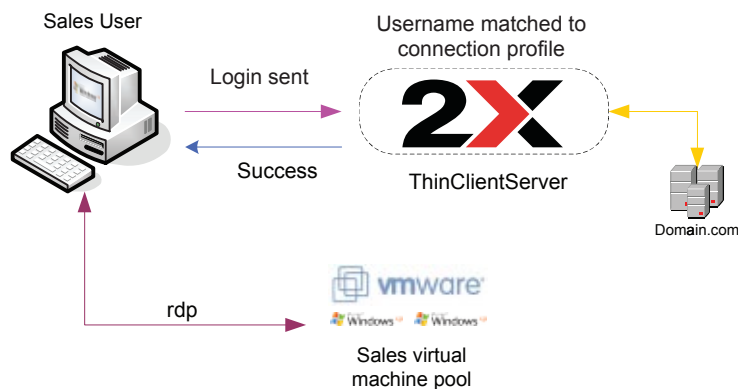 Sales User
Username matched to
connection profile
Login sent
2X
Success
ThinClientServer
Domain.com
vmware
rdp
Windows Windows
Sales virtual
machine pool